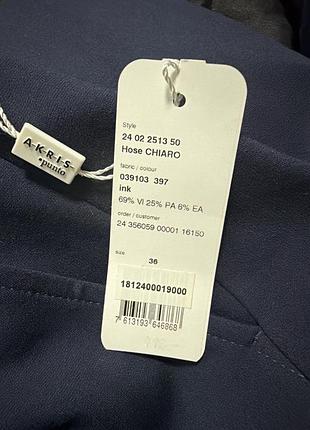 A-K-R-I-S-
•punto
Style
24 02 2513 50
Hose CHIARO
fabric / colour
039103 397
ink
69% VI 25% PA 6% EA
order / customer
24 356059 00001 16150
size
36
1812400019000
7 613193 646868